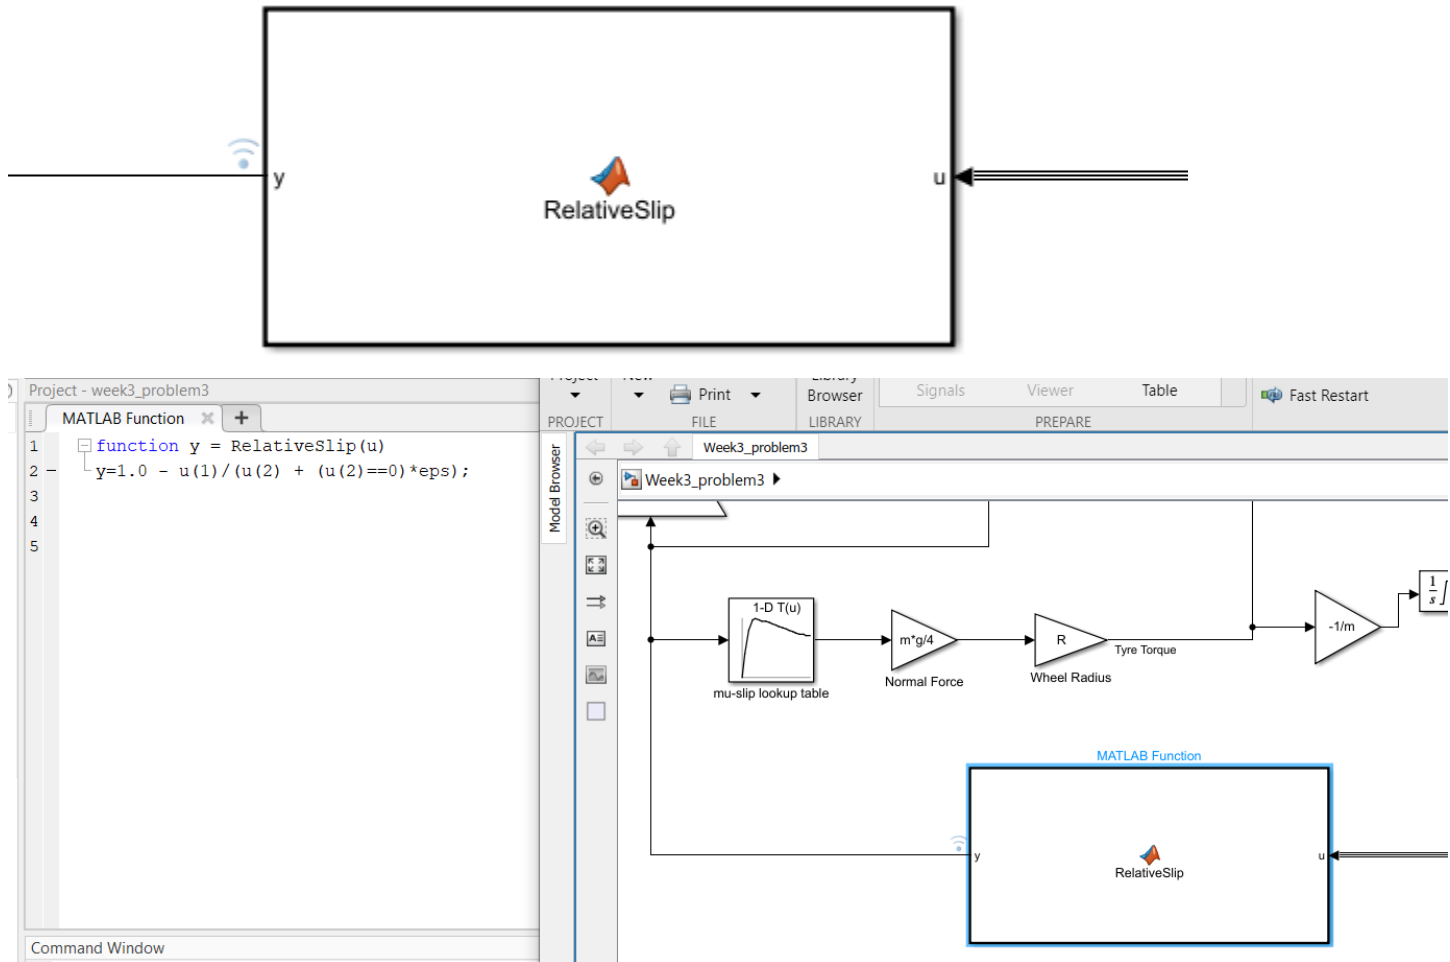 y
RelativeSlip
u
Project - week3_problem3
MATLAB Function
1 function y = RelativeSlip(u)
2 y=1.0 - u(1)/(u(2) + (u(2)==0)*eps);
3
4
5
Command Window
Print
Library
Browser
Signals
Viewer
Table
Fast Restart
PROJECT
FILE
LIBRARY
PREPARE
Model Browser
Week3_problem3
Week3_problem3
1-D T(u)
mu-slip lookup table
m*g/4
Normal Force
R
Wheel Radius
Tyre Torque
-1/m
1
s
MATLAB Function
y
RelativeSlip
u